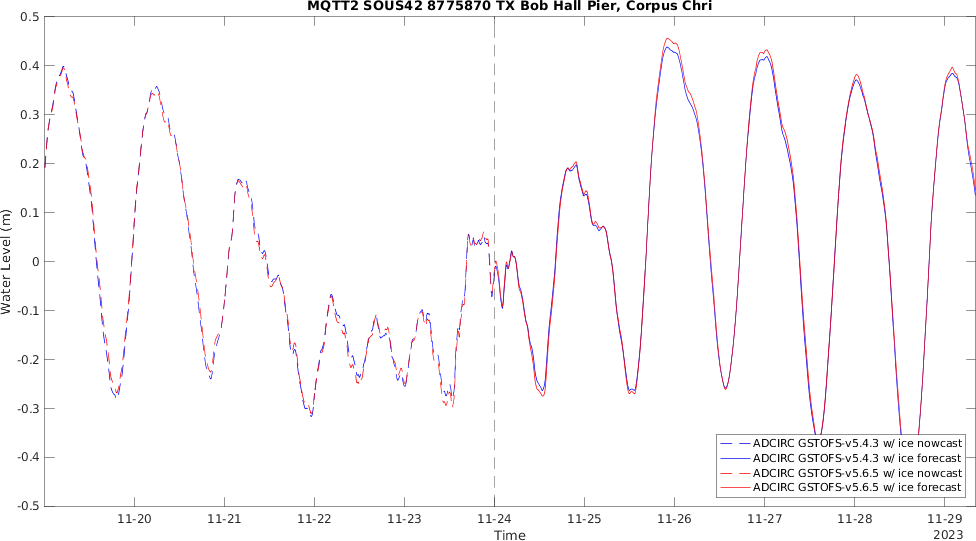 MQTT2 SOUS42 8775870 TX Bob Hall Pier, Corpus Chri
0.5
0.4
0.3
0.2
0.1
0
-0.1
-0.2
-0.3
-0.4
-0.5
Water Level (m)
ADCIRC GSTOFS-v5.4.3 w/ ice nowcast
ADCIRC GSTOFS-v5.4.3 w/ ice forecast
ADCIRC GSTOFS-v5.6.5 w/ ice nowcast
ADCIRC GSTOFS-v5.6.5 w/ ice forecast
11-20 11-21 11-22 11-23 11-24 11-25 11-26 11-27 11-28 11-29
2023
Time